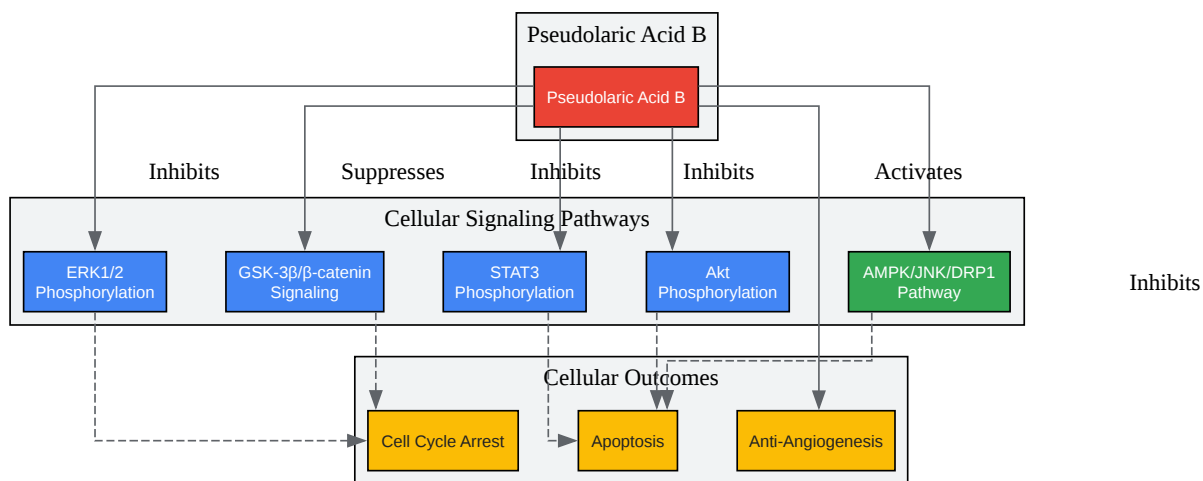 Pseudolaric Acid B
Pseudolaric Acid B
Inhibits
Suppresses
Inhibits
Inhibits
Activates
Cellular Signaling Pathways
ERK1/2
Phosphorylation
GSK-3β/β-catenin
Signaling
STAT3
Phosphorylation
Akt
Phosphorylation
AMPK/JNK/DRP1
Pathway
Inhibits
Cellular Outcomes
Cell Cycle Arrest
Apoptosis
Anti-Angiogenesis